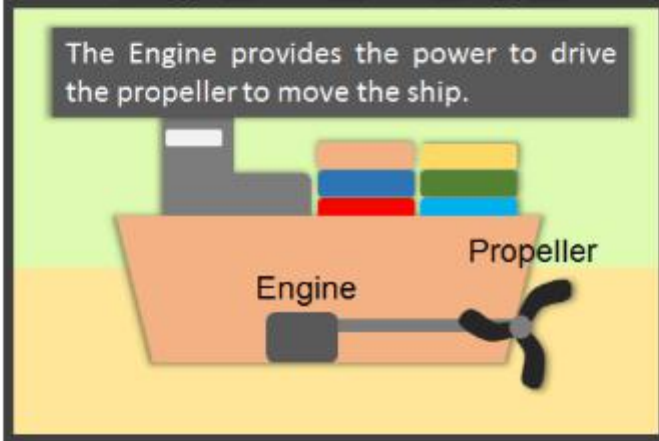 The Engine provides the power to drive
the propeller to move the ship.
Propeller
Engine